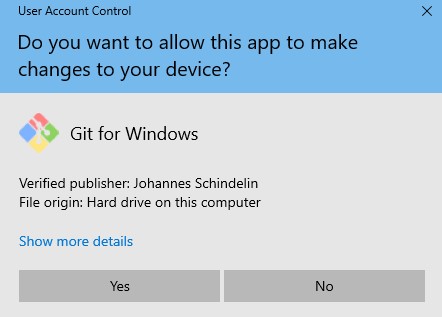 User Account Control
Do you want to allow this app to make
changes to your device?
Git for Windows
Verified publisher: Johannes Schindelin
File origin: Hard drive on this computer
Show more details
Yes
No